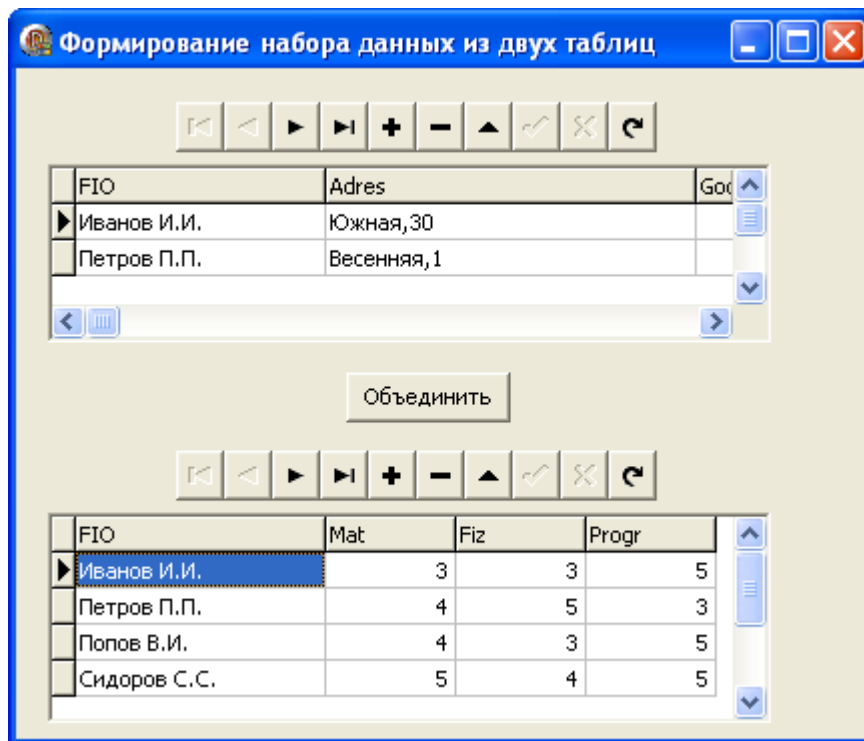 Формирование набора данных из двух таблиц
FIO Adres God
Иванов И.И. Южная,30
Петров П.П. Весенняя,1
Объединить
FIO Mat Fiz Progr
Иванов И.И. 3 3 5
Петров П.П. 4 5 3
Попов В.И. 4 3 5
Сидоров С.С. 5 4 5